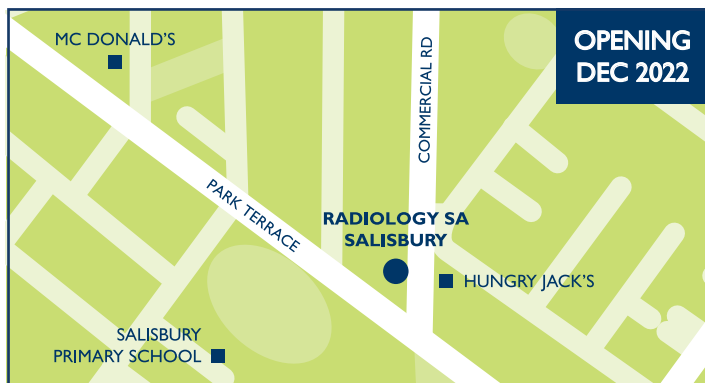 MC DONALD'S
OPENING
DEC 2022
COMMERCIAL RD
PARK TERRACE
RADIOLOGY SA
SALISBURY
HUNGRY JACK'S
SALISBURY
PRIMARY SCHOOL